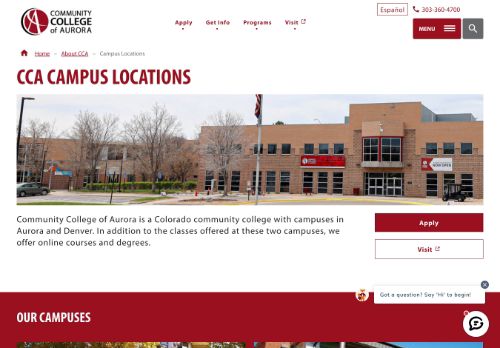 COMMUNITY
COLLEGE
of AURORA
Apply
Get Info
Programs
Visit
Español
303-360-4700
MENU
Home – About CCA – Campus Locations
CCA CAMPUS LOCATIONS
NOW OPEN
Community College of Aurora is a Colorado community college with campuses in
Aurora and Denver. In addition to the classes offered at these two campuses, we
offer online courses and degrees.
Apply
Visit
Got a question? Say 'Hi' to begin!
OUR CAMPUSES